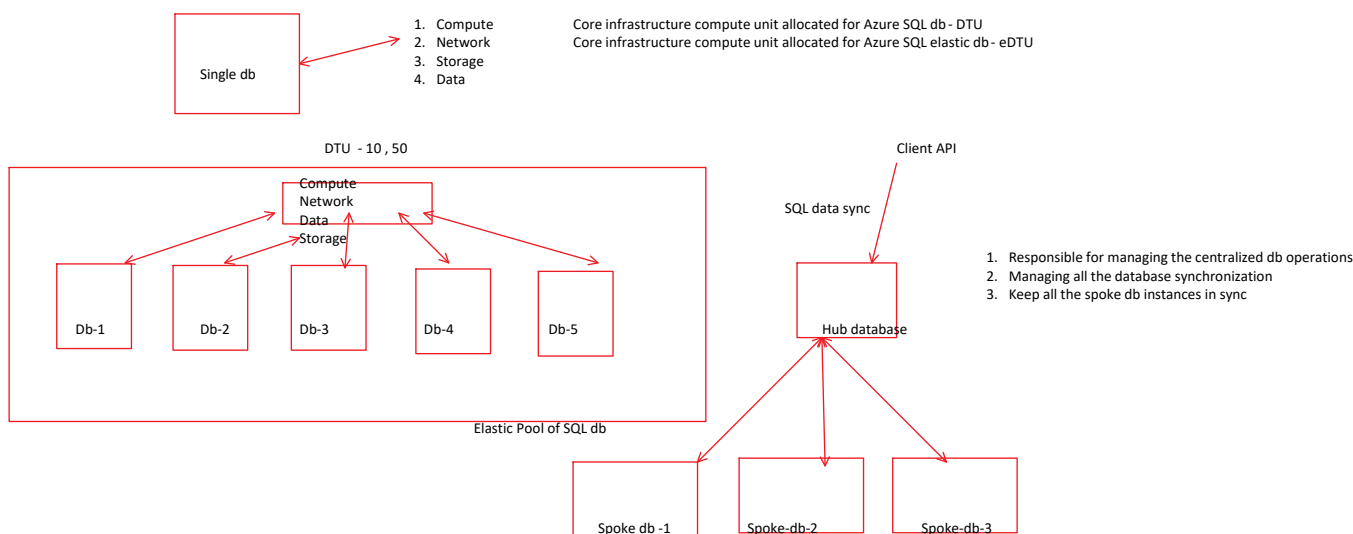 Single db
1. Compute
2. Network
3. Storage
4. Data
Core infrastructure compute unit allocated for Azure SQL db - DTU
Core infrastructure compute unit allocated for Azure SQL elastic db - eDTU
DTU - 10 , 50
Compute
Network
Data
Storage
Db-1
Db-2
Db-3
Db-4
Db-5
Elastic Pool of SQL db
Client API
SQL data sync
Hub database
1. Responsible for managing the centralized db operations
2. Managing all the database synchronization
3. Keep all the spoke db instances in sync
Spoke db -1
Spoke-db-2
Spoke-db-3